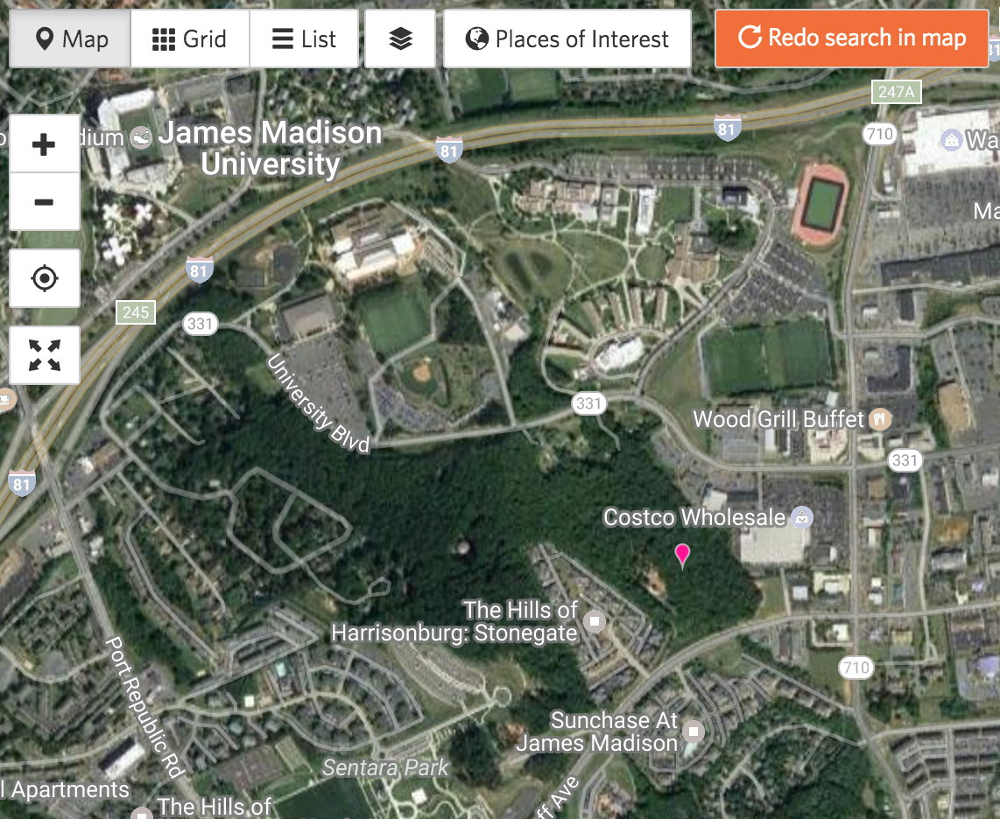 Map
Grid
List
Places of Interest
Redo search in map
247A
81
dium
James Madison
University
81
81
710
Wa
Ma
81
245
331
University Blvd
331
Wood Grill Buffet
331
81
Costco Wholesale
The Hills of
Harrisonburg: Stonegate
Port Republic Rd
710
Sunchase At
James Madison
Sentara Park
l Apartments
The Hills of
ff Ave